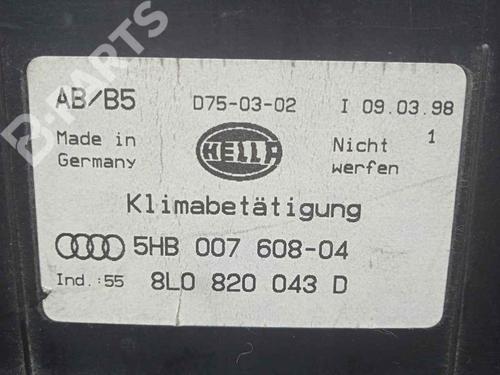 B-PARTS
AB/B5 D75-03-02 I 09.03.98
Made in Germany
HELLA
Nicht werfen
1
Klimabetätigung
5HB 007 608-04
Ind.:55 8L0 820 043 D